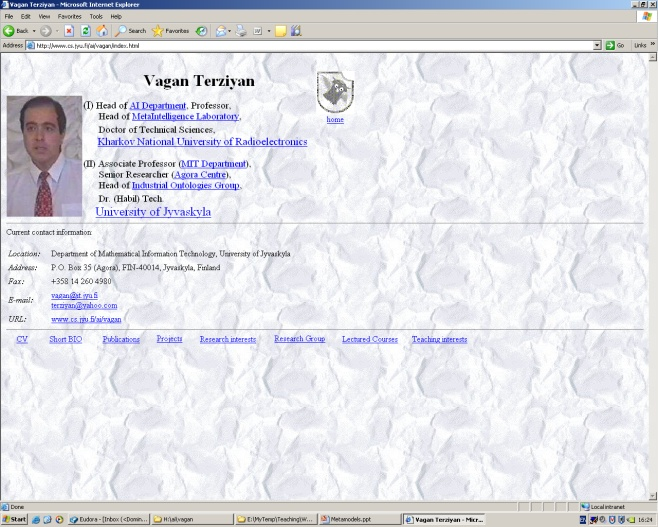 Vagan Terziyan - Microsoft Internet Explorer
File Edit View Favorites Tools Help
Back Search Favorites
Address http://www.cs.jyu.fi/ai/vagan/index.html Go Links »
Vagan Terziyan
(I) Head of AI Department, Professor,
Head of MetaIntelligence Laboratory,
Doctor of Technical Sciences,
Kharkov National University of Radioelectronics
home
(II) Associate Professor (MIT Department),
Senior Researcher (Agora Centre),
Head of Industrial Ontologies Group,
Dr. (Habil) Tech.
University of Jyvaskyla
Current contact information:
Location: Department of Mathematical Information Technology, University of Jyvaskyla
Address: P.O. Box 35 (Agora), FIN-40014, Jyvaskyla, Finland
Fax: +358 14 260 4980
E-mail: vagan@it.jyu.fi
terziyan@yahoo.com
URL: www.cs.jyu.fi/ai/vagan
CV Short BIO Publications Projects Research interests Research Group Lectured Courses Teaching interests
Done Local intranet
Start Eudora - [Inbox (<Domin... H:\ai\vagan E:\MyTemp\Teaching\W... Metamodels.ppt Vagan Terziyan - Micr... 16:24